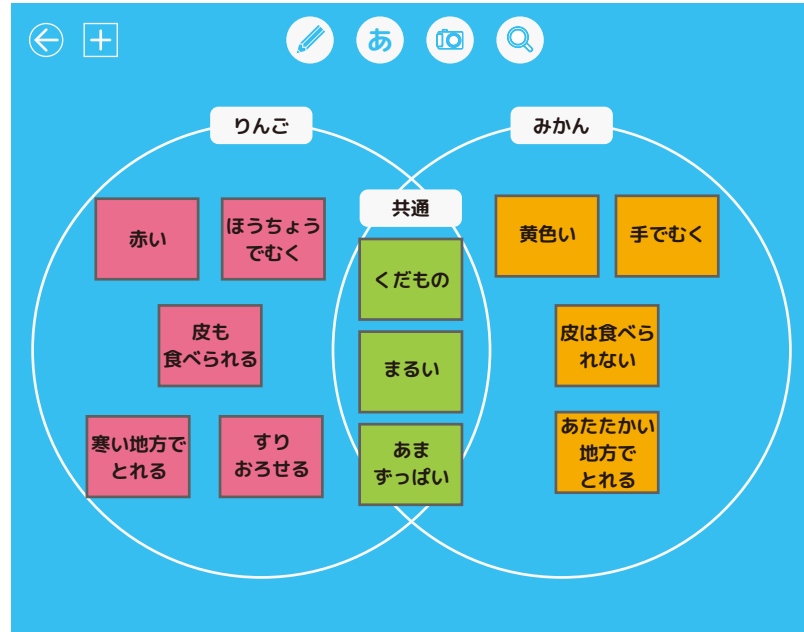 あ
りんご
みかん
共通
赤い
ほうちょう
でむく
皮も
食べられる
寒い地方で
とれる
すり
おろせる
くだもの
まるい
あま
ずっぱい
黄色い
手でむく
皮は食べら
れない
あたたかい
地方で
とれる